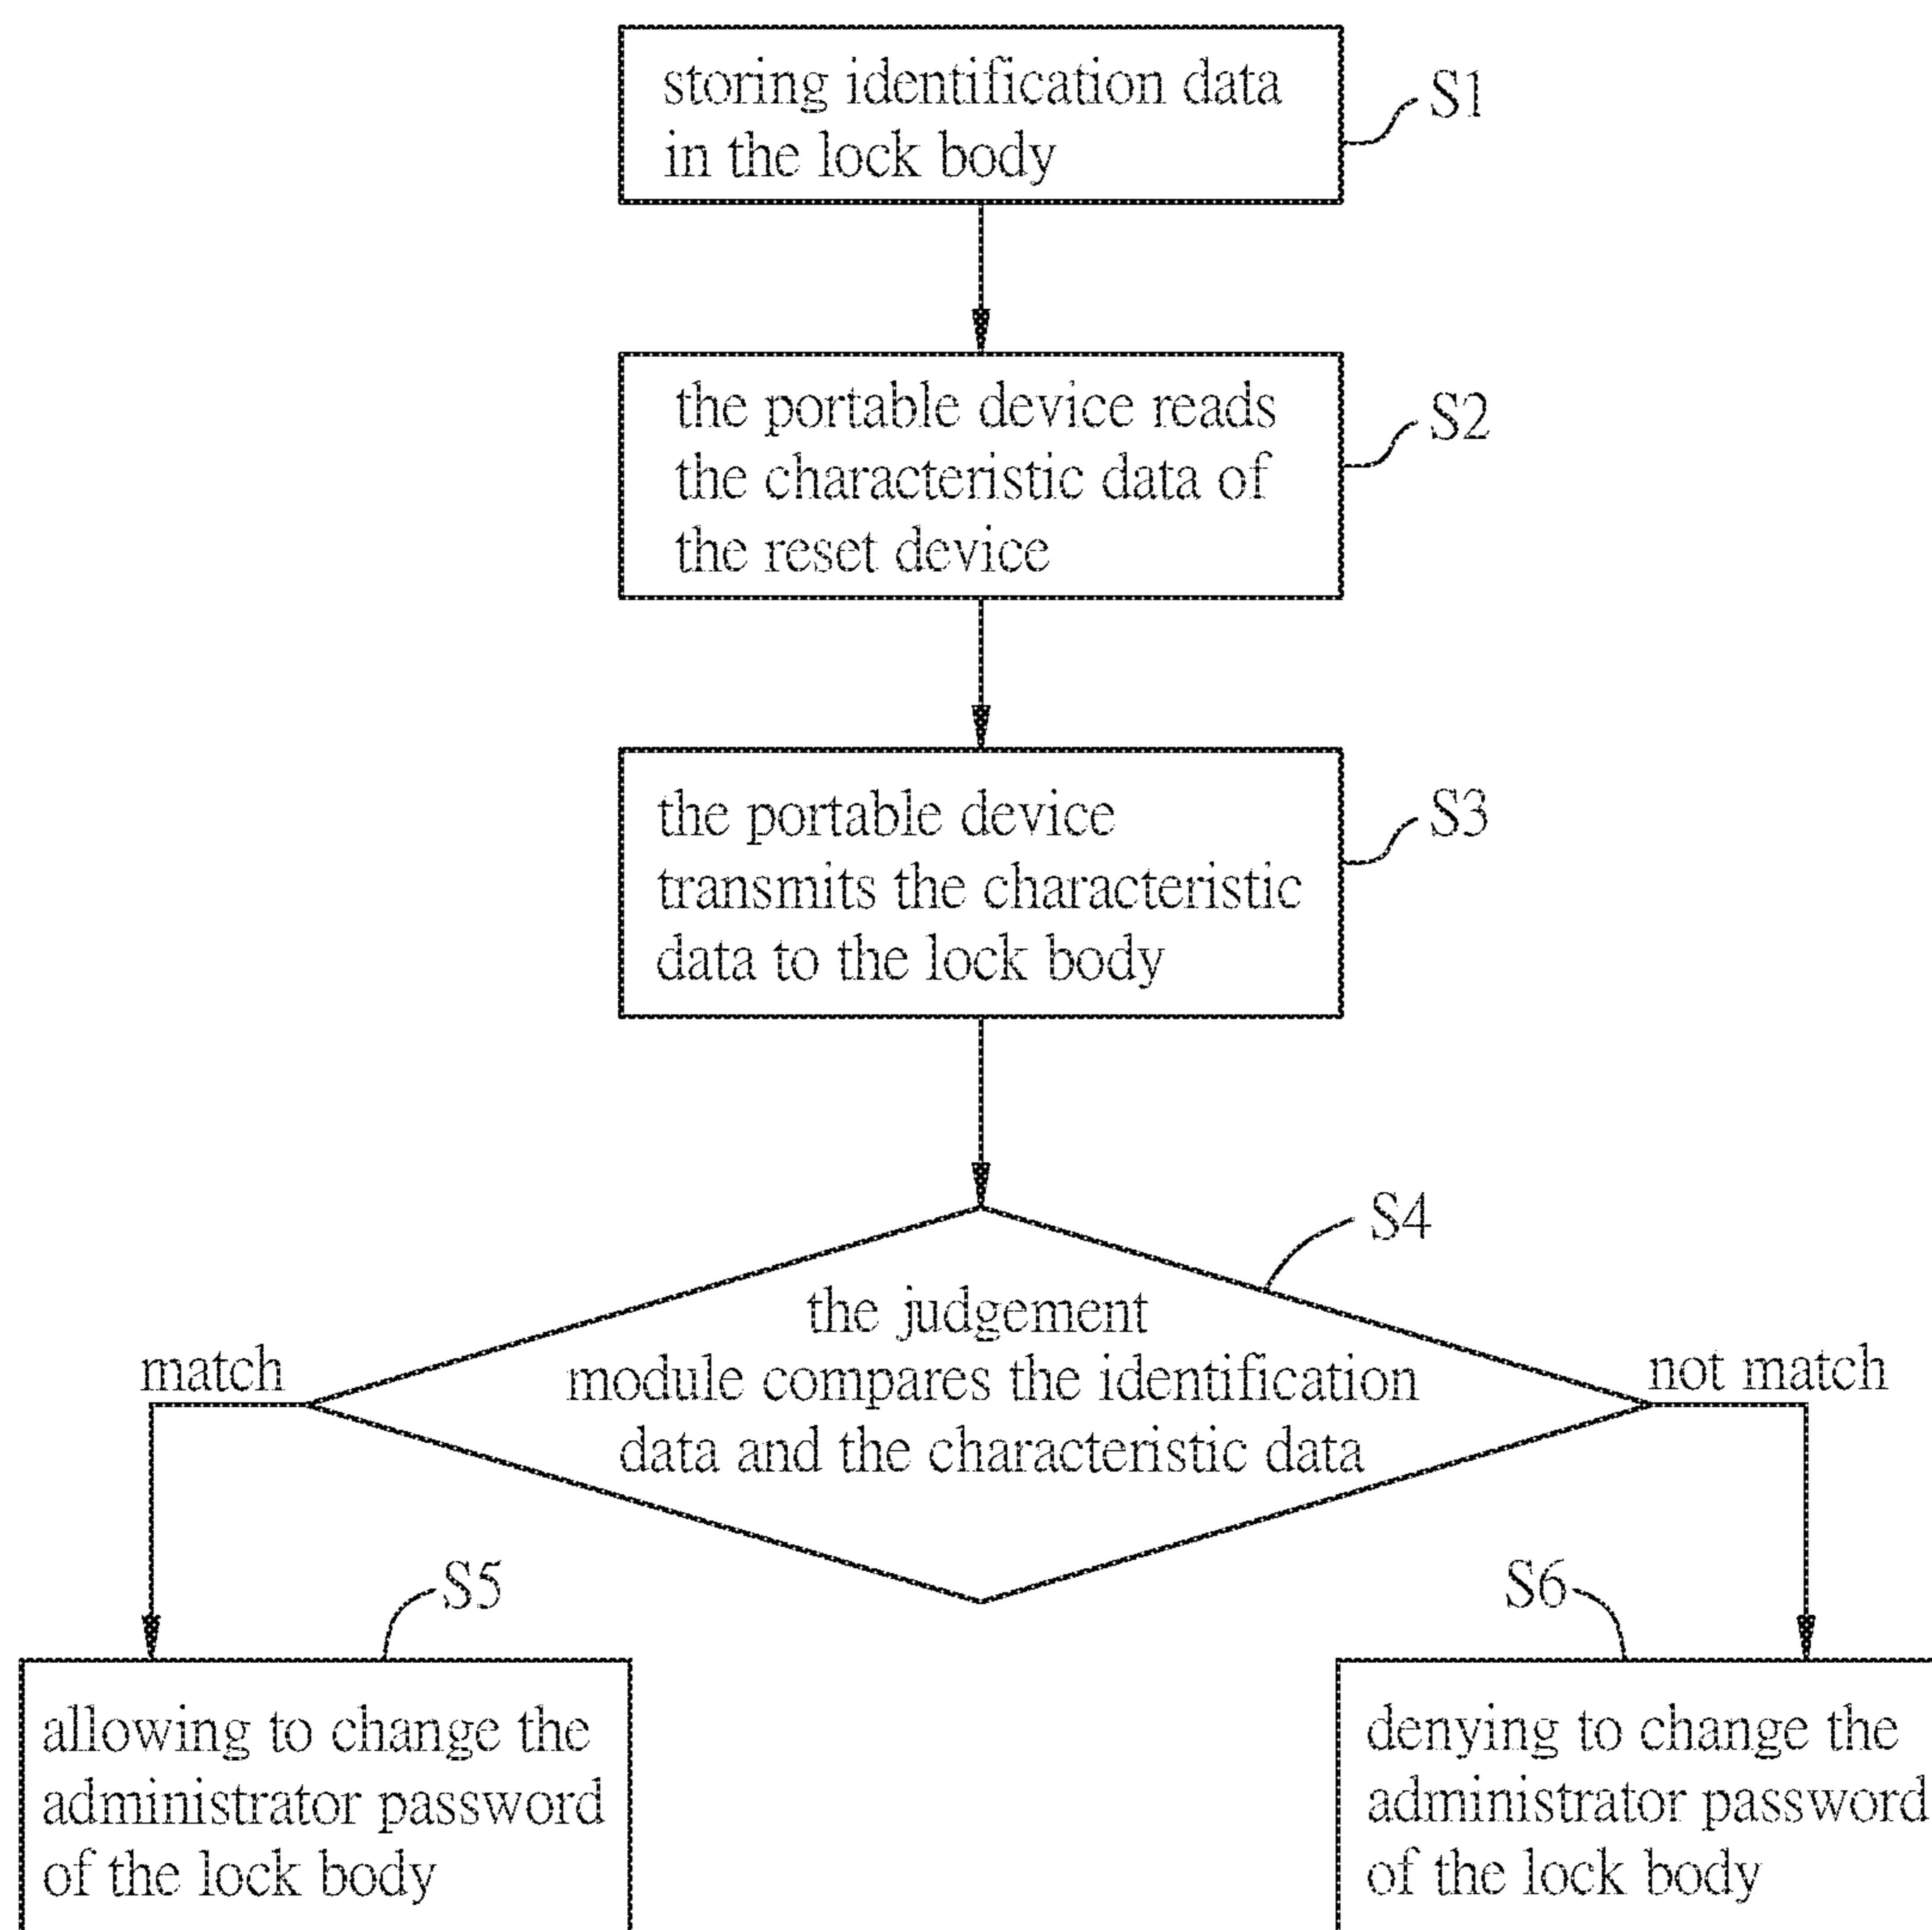 storing identification data
in the lock body
S1
the portable device reads
the characteristic data of
the reset device
S2
the portable device
transmits the characteristic
data to the lock body
S3
S4
the judgement
module compares the identification
data and the characteristic data
match
not match
S5
allowing to change the
administrator password
of the lock body
S6
denying to change the
administrator password
of the lock body